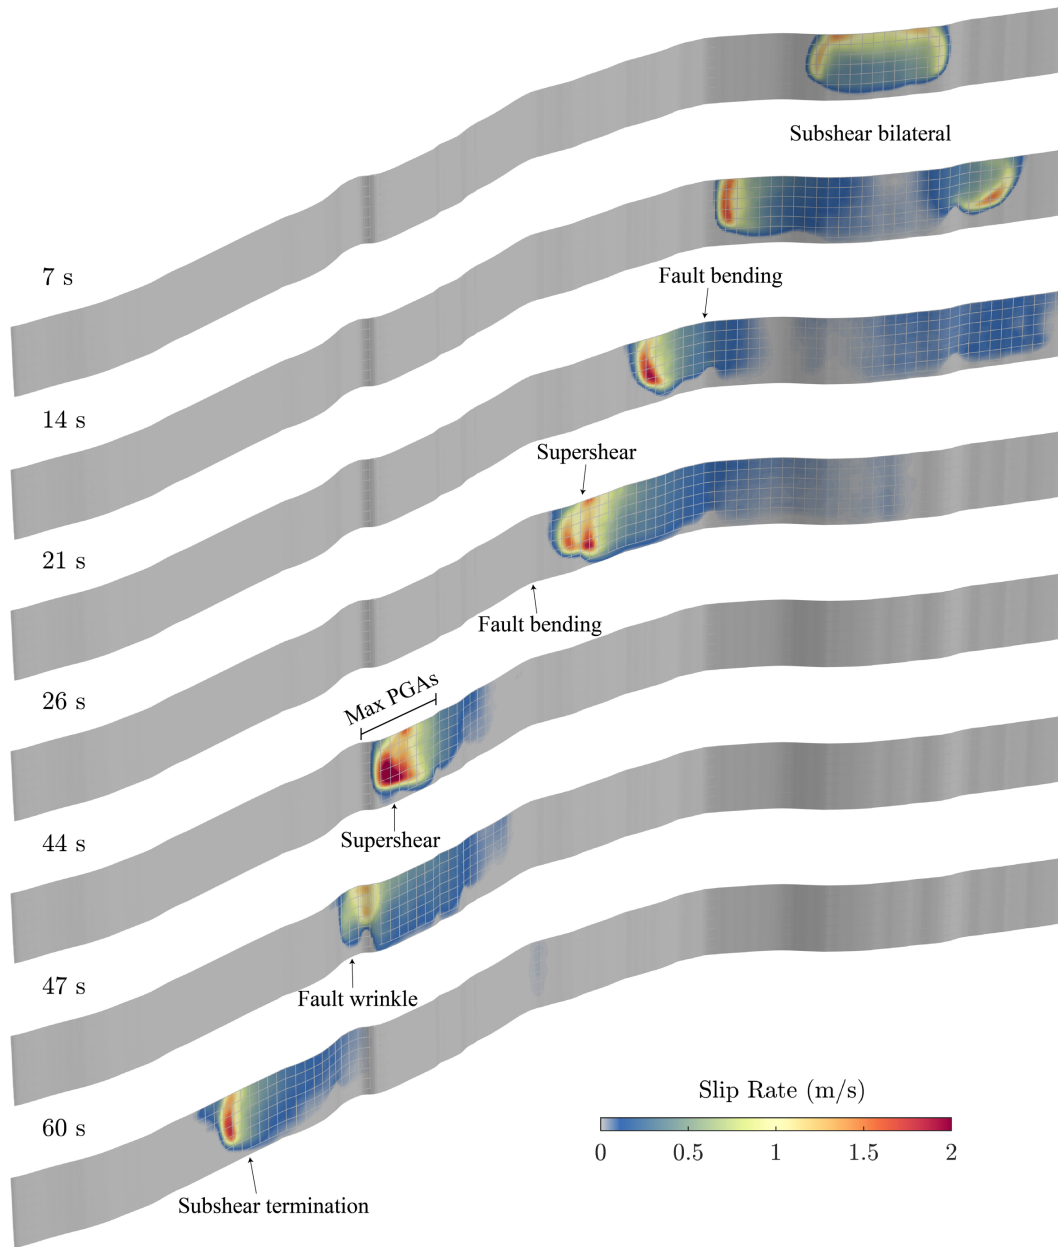 Subshear bilateral
7 s
Fault bending
14 s
Supershear
21 s
Fault bending
26 s
Max PGAs
44 s
Supershear
47 s
Fault wrinkle
60 s
Subshear termination
Slip Rate (m/s)
0 0.5 1 1.5 2